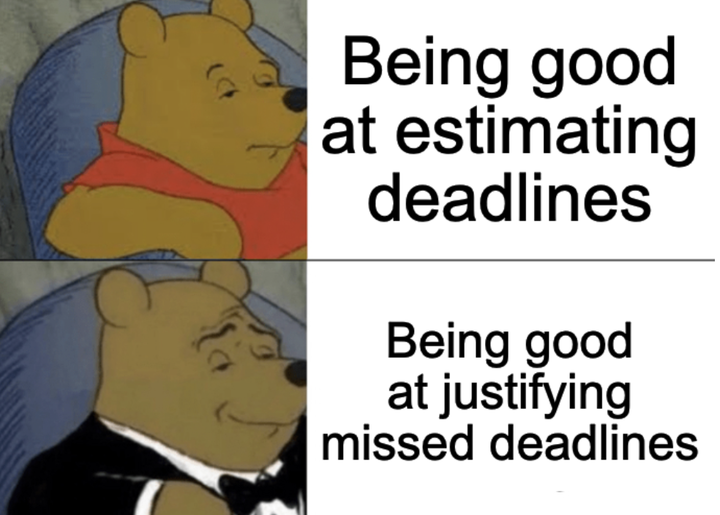 Being good
at estimating
deadlines
Being good
at justifying
missed deadlines